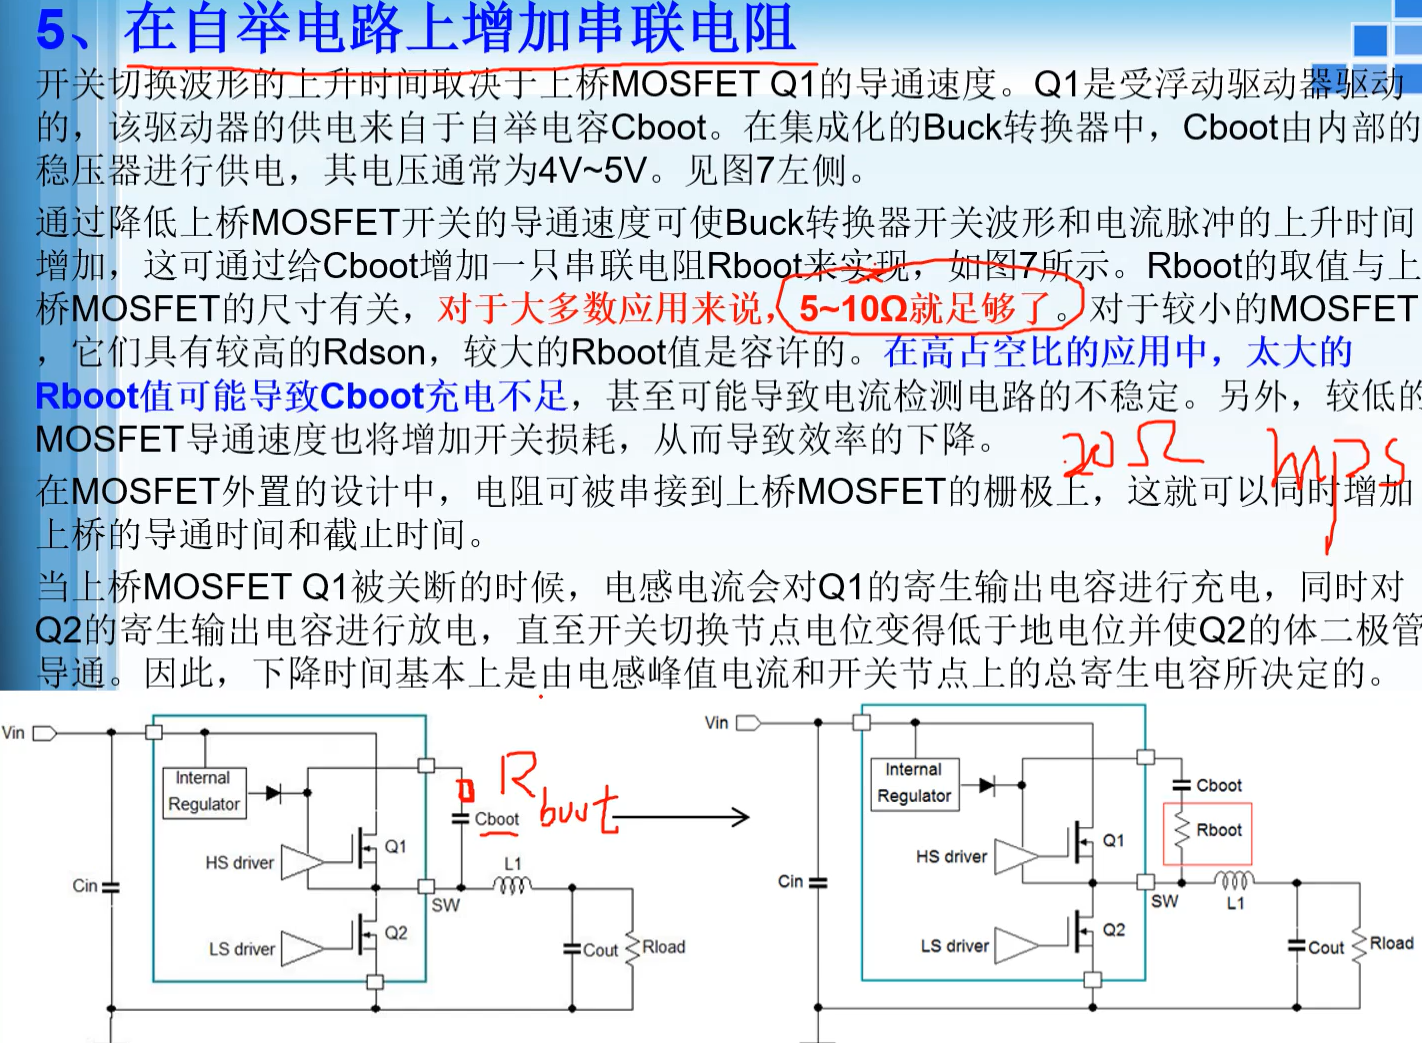 5、在自举电路上增加串联电阻
开关切换波形的上升时间取决于上桥MOSFET Q1的导通速度。Q1是受浮动驱动器驱动
的，该驱动器的供电来自于自举电容Cboot。在集成化的Buck转换器中，Cboot由内部的
稳压器进行供电，其电压通常为4V~5V。见图7左侧。
通过降低上桥MOSFET开关的导通速度可使Buck转换器开关波形和电流脉冲的上升时间
增加，这可通过给Cboot增加一只串联电阻Rboot来实现，如图7所示。Rboot的取值与上
桥MOSFET的尺寸有关，对于大多数应用来说，5~10Ω就足够了。对于较小的MOSFET
，它们具有较高的Rdson，较大的Rboot值是容许的。在高占空比的应用中，太大的
Rboot值可能导致Cboot充电不足，甚至可能导致电流检测电路的不稳定。另外，较低的
MOSFET导通速度也将增加开关损耗，从而导致效率的下降。
20Ω mps
在MOSFET外置的设计中，电阻可被串接到上桥MOSFET的栅极上，这就可以同时增加
上桥的导通时间和截止时间。
当上桥MOSFET Q1被关断的时候，电感电流会对Q1的寄生输出电容进行充电，同时对
Q2的寄生输出电容进行放电，直至开关切换节点电位变得低于地电位并使Q2的体二极管
导通。因此，下降时间基本上是由电感峰值电流和开关节点上的总寄生电容所决定的。
Vin
Internal
Regulator
Rboot
Cboot
HS driver
Q1
L1
Cin
SW
Q2
LS driver
Cout
Rload
Vin
Internal
Regulator
Cboot
Rboot
HS driver
Q1
Cin
SW
L1
Q2
LS driver
Cout
Rload